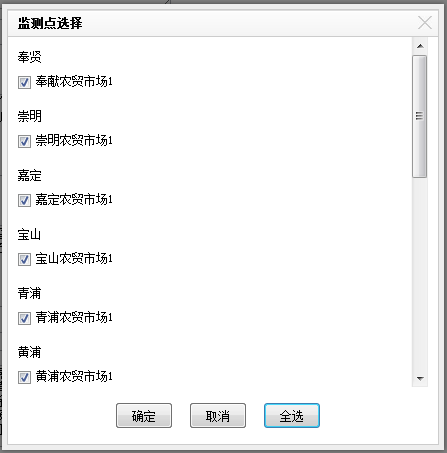 监测点选择
奉贤
奉献农贸市场1
崇明
崇明农贸市场1
嘉定
嘉定农贸市场1
宝山
宝山农贸市场1
青浦
青浦农贸市场1
黄浦
黄浦农贸市场1
确定 取消 全选